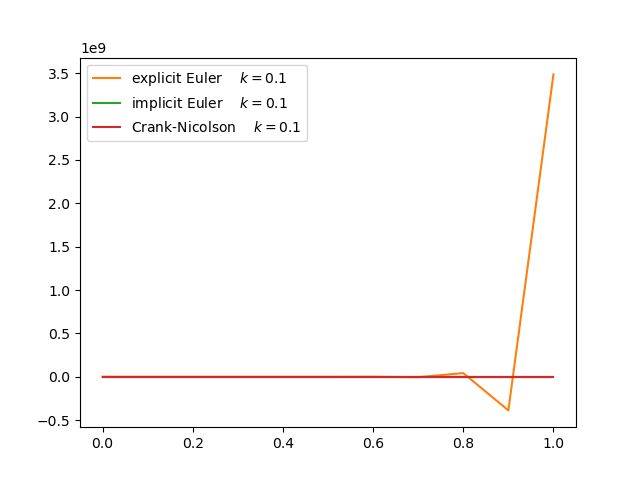 1e9
explicit Euler k = 0.1
implicit Euler k = 0.1
Crank-Nicolson k = 0.1
3.5
3.0
2.5
2.0
1.5
1.0
0.5
0.0
−0.5
0.0 0.2 0.4 0.6 0.8 1.0